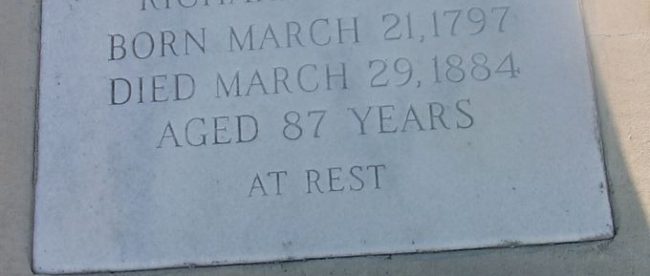 BORN MARCH 21, 1797
DIED MARCH 29, 1884
AGED 87 YEARS
AT REST